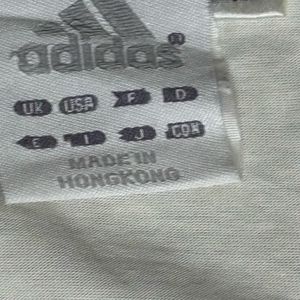 adidas®
UK USA F D
E I J CDN
MADE IN
HONGKONG